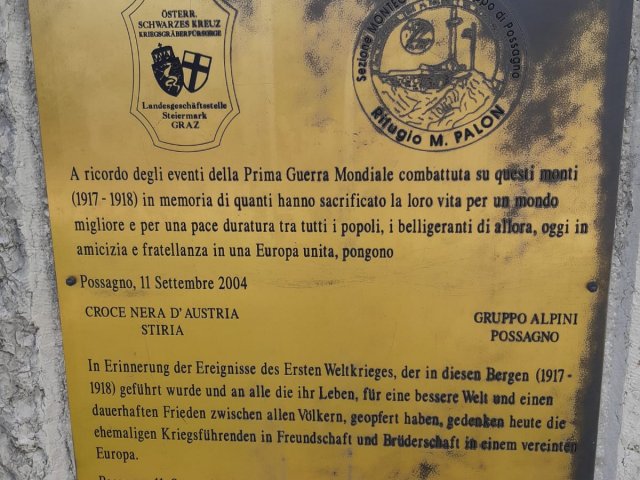 ÖSTERR.
SCHWARZES KREUZ
KRIEGSGRÄBERFÜRSORGE
Landesgeschäftsstelle
Steiermark
GRAZ
Sezione MONTEC
po di Possagno
Rifugio M. PALON
A ricordo degli eventi della Prima Guerra Mondiale combattuta su questi monti
(1917 - 1918) in memoria di quanti hanno sacrificato la loro vita per un mondo
migliore e per una pace duratura tra tutti i popoli, i belligeranti di allora, oggi in
amicizia e fratellanza in una Europa unita, pongono
Possagno, 11 Settembre 2004
CROCE NERA D'AUSTRIA
STIRIA
GRUPPO ALPINI
POSSAGNO
In Erinnerung der Ereignisse des Ersten Weltkrieges, der in diesen Bergen (1917 -
1918) geführt wurde und an alle die ihr Leben, für eine bessere Welt und einen
dauerhaften Frieden zwischen allen Völkern, geopfert haben, gedenken heute die
ehemaligen Kriegsführenden in Freundschaft und Brüderschaft in einem vereinten
Europa.